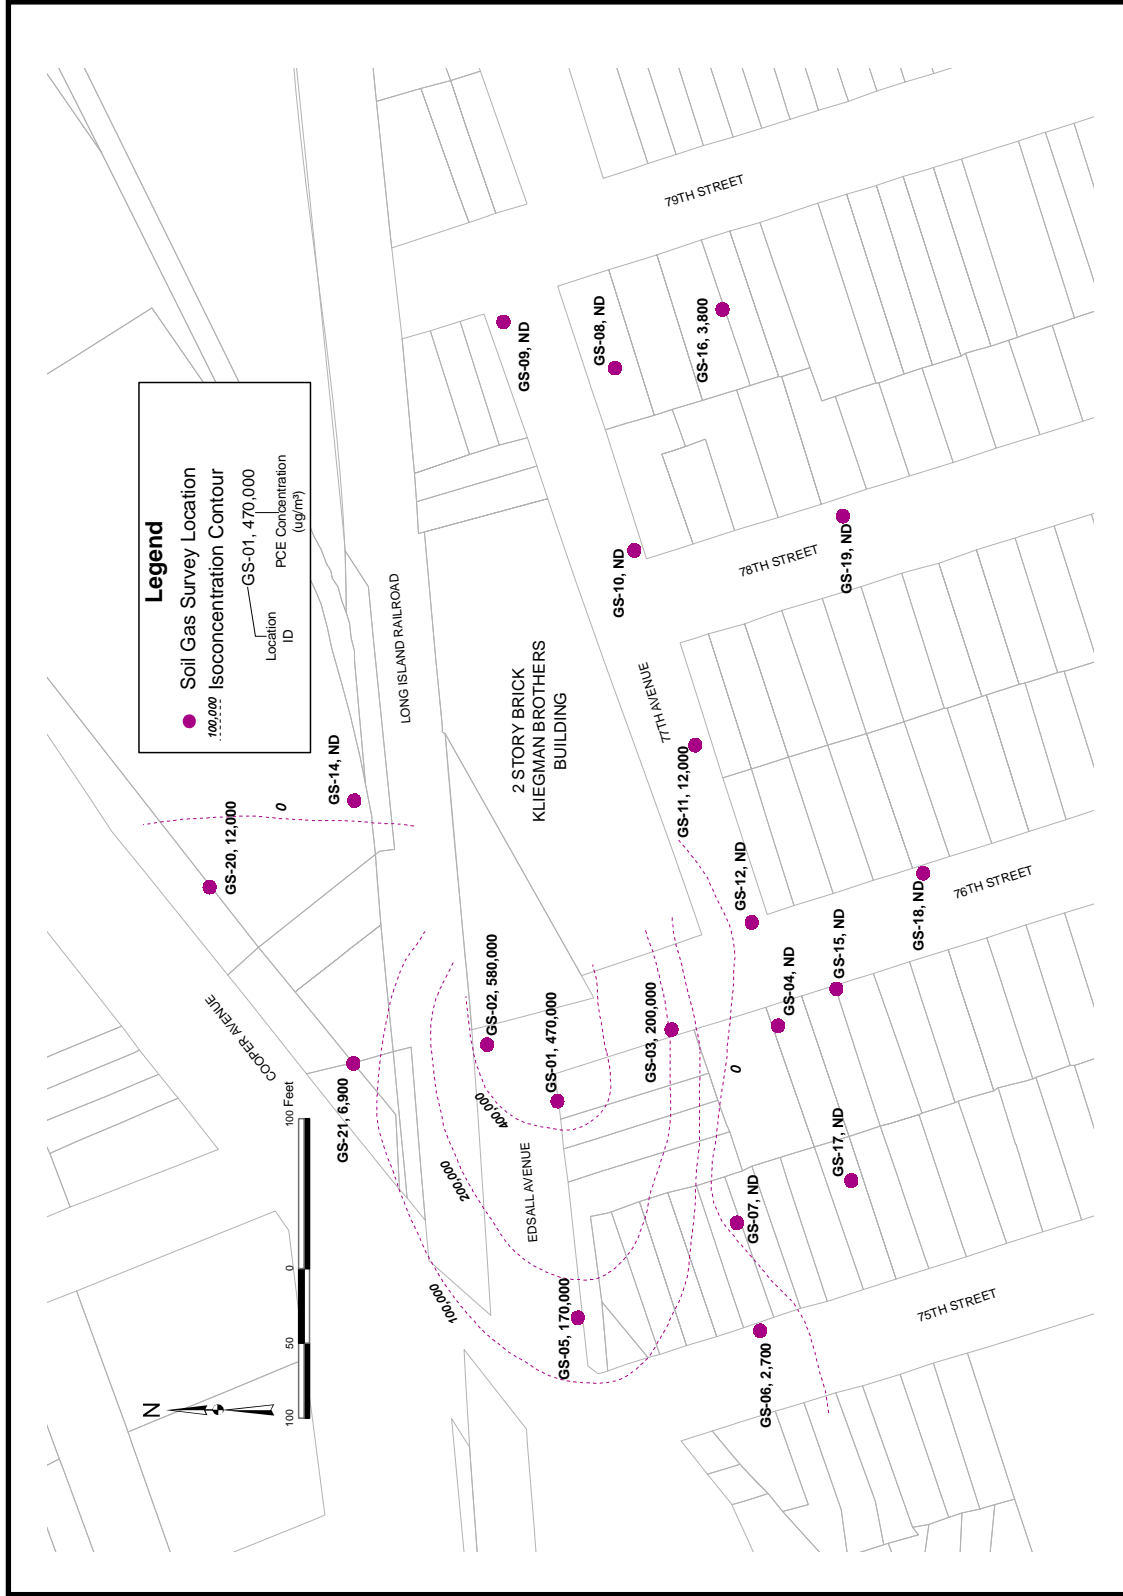 Legend
Soil Gas Survey Location
100,000 Isoconcentration Contour
GS-01, 470,000
Location
ID
PCE Concentration
(ug/m³)
N
100
50
0
100 Feet
COOPER AVENUE
LONG ISLAND RAILROAD
EDSALL AVENUE
2 STORY BRICK
KLIEGMAN BROTHERS
BUILDING
77TH AVENUE
75TH STREET
76TH STREET
78TH STREET
79TH STREET
GS-20, 12,000
0
GS-14, ND
GS-21, 6,900
GS-02, 580,000
GS-01, 470,000
GS-03, 200,000
GS-05, 170,000
400,000
200,000
100,000
0
GS-09, ND
GS-08, ND
GS-16, 3,800
GS-10, ND
GS-19, ND
GS-11, 12,000
GS-12, ND
GS-18, ND
GS-15, ND
GS-04, ND
GS-17, ND
GS-07, ND
GS-06, 2,700